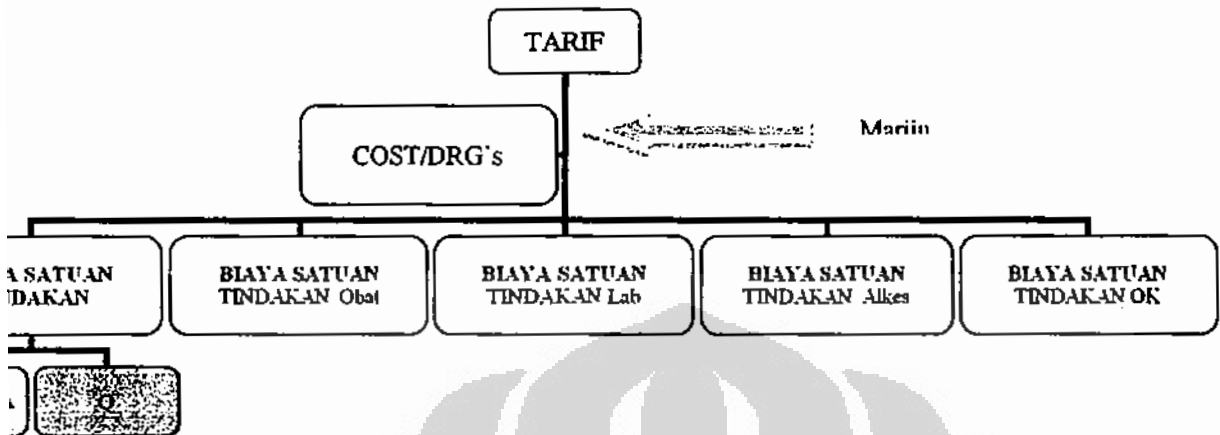 TARIF
COST/DRG's
Marjin
A SATUAN
NDAKAN
BIAYA SATUAN
TINDAKAN Obat
BIAYA SATUAN
TINDAKAN Lab
BIAYA SATUAN
TINDAKAN Alkes
BIAYA SATUAN
TINDAKAN OK
A
Q